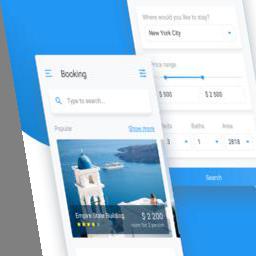 Booking
Type to search...
Popular
Show more
Empire State Building
$ 2 200
room for 2 person
Where would you like to stay?
New York City
Price range
$ 500
$ 2 500
Beds
Baths
Area
3
1
2818
Search